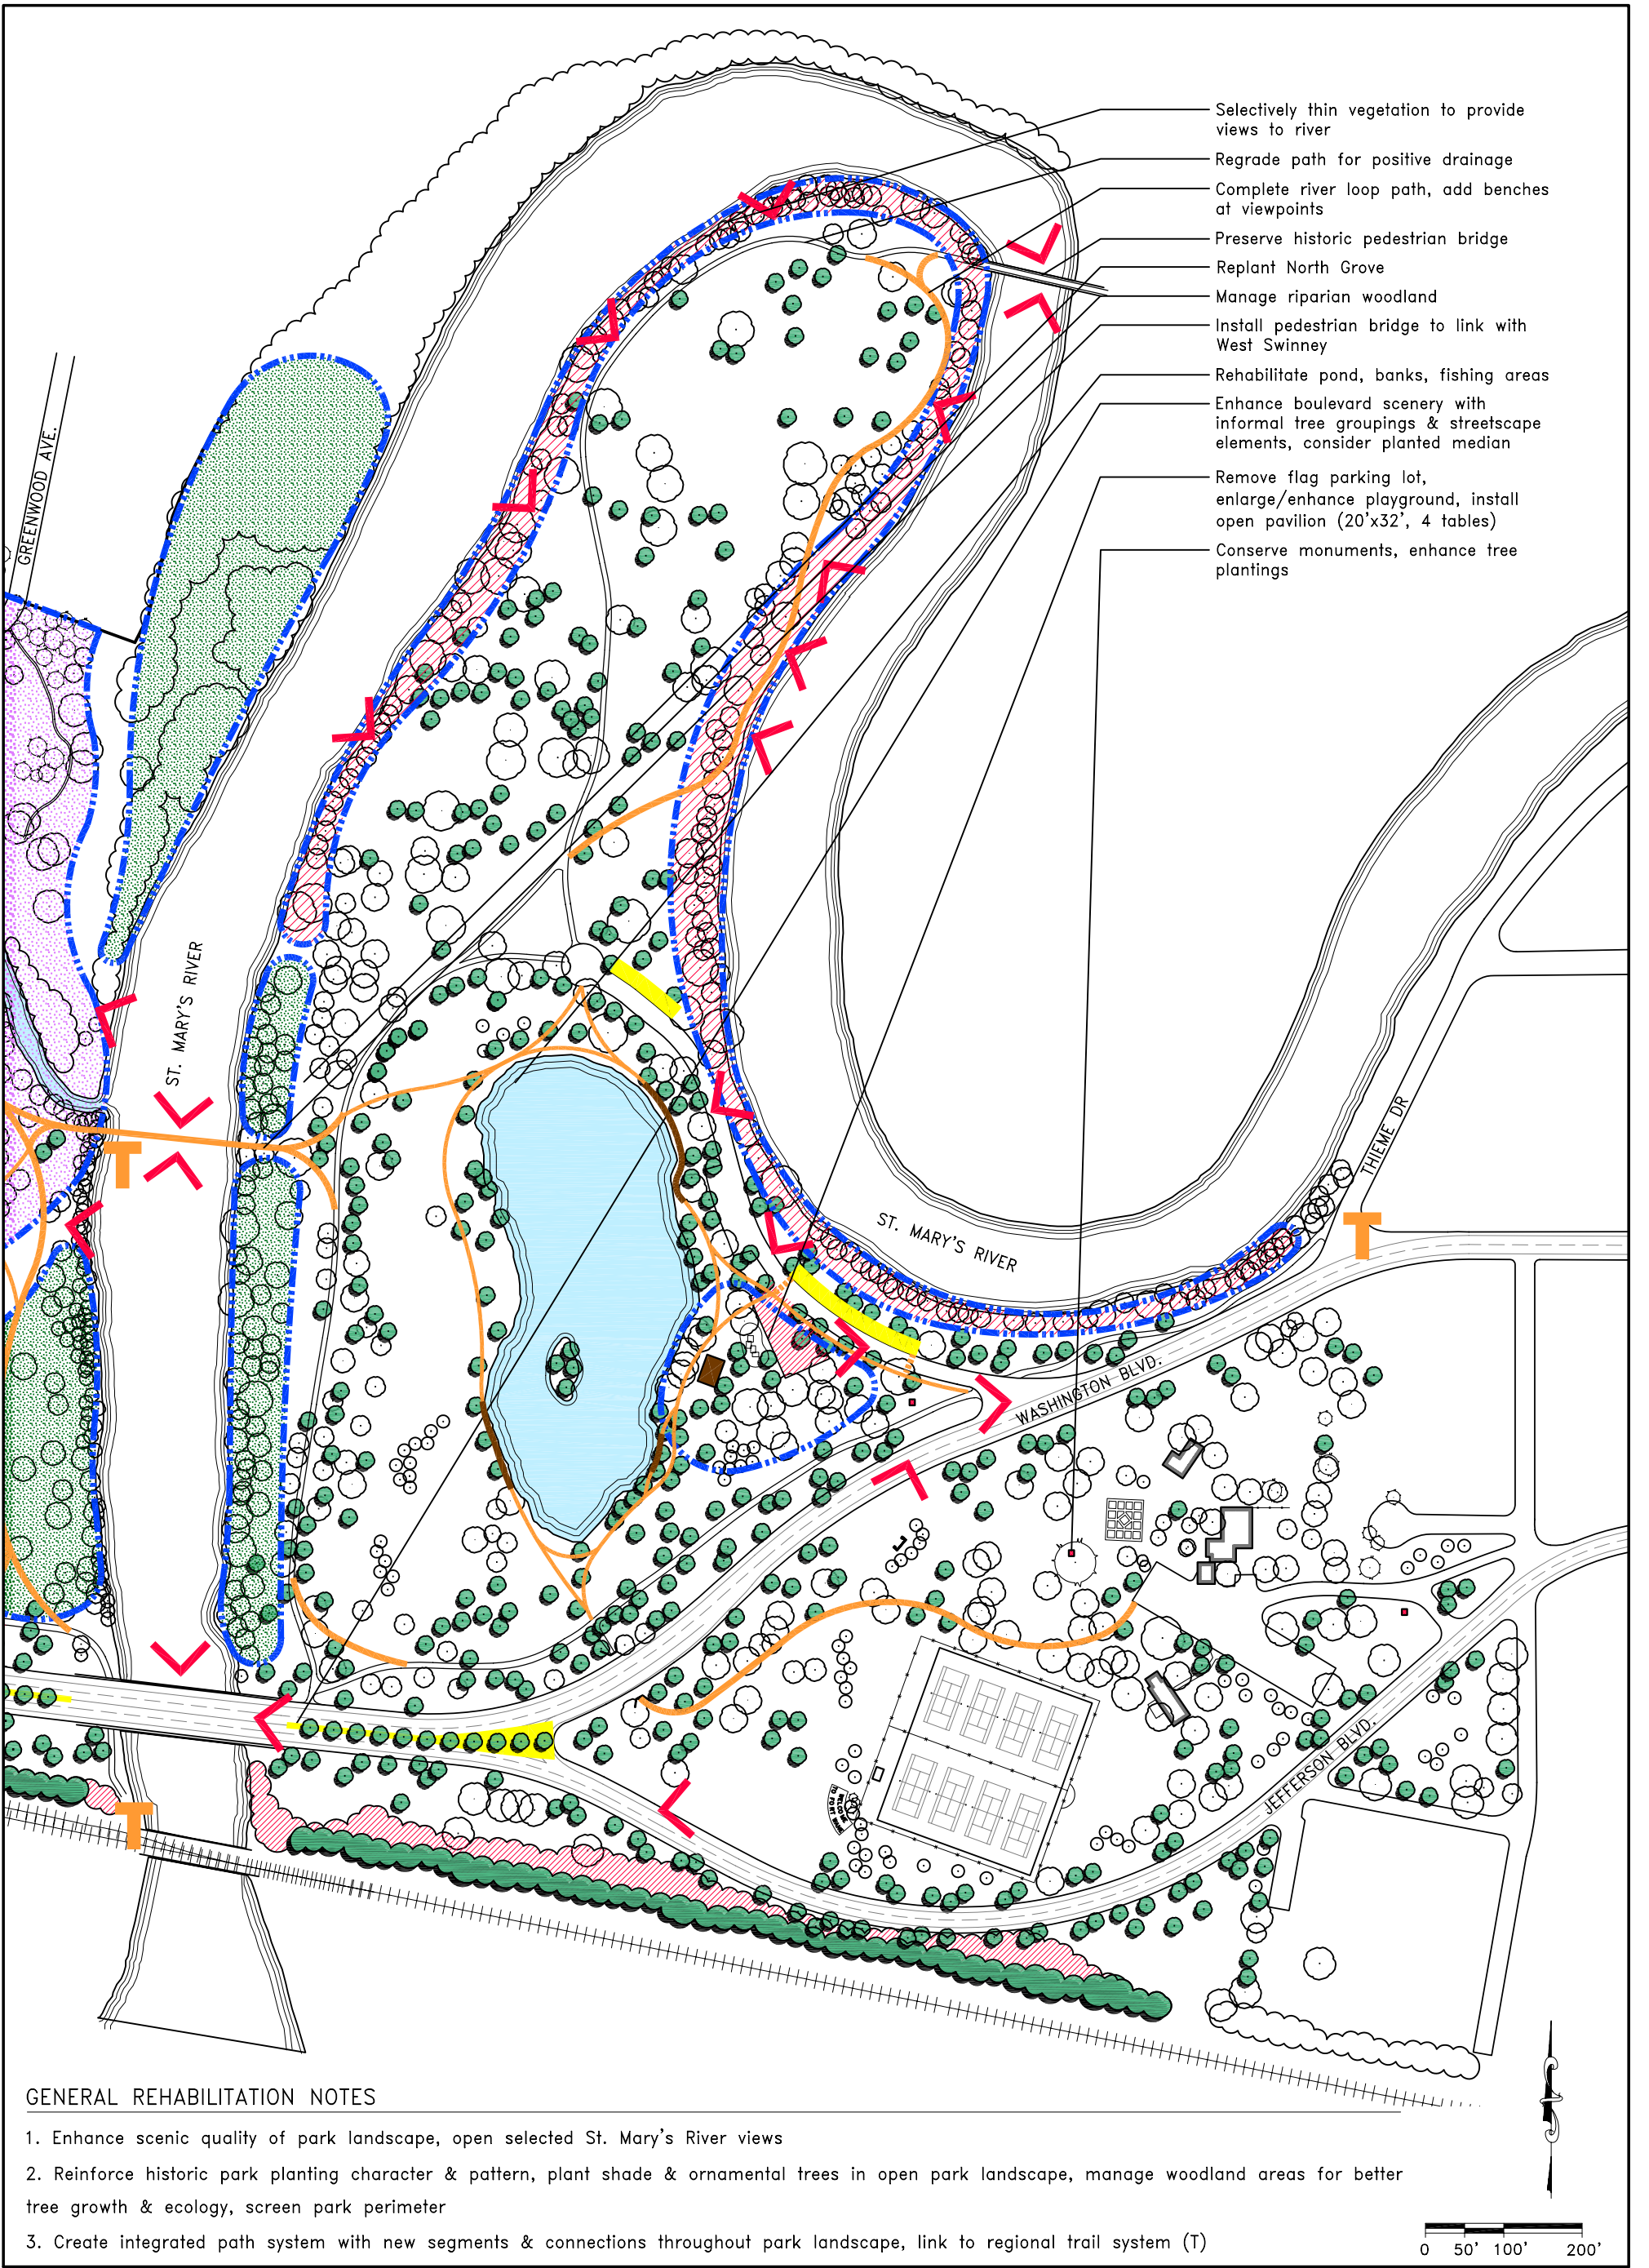 Selectively thin vegetation to provide
views to river
Regrade path for positive drainage
Complete river loop path, add benches
at viewpoints
Preserve historic pedestrian bridge
Replant North Grove
Manage riparian woodland
Install pedestrian bridge to link with
West Swinney
Rehabilitate pond, banks, fishing areas
Enhance boulevard scenery with
informal tree groupings & streetscape
elements, consider planted median
Remove flag parking lot,
enlarge/enhance playground, install
open pavilion (20'x32', 4 tables)
Conserve monuments, enhance tree
plantings
GREENWOOD AVE.
ST. MARY'S RIVER
THIEME DR
ST. MARY'S RIVER
T
T
WASHINGTON BLVD.
JEFFERSON BLVD.
T
GENERAL REHABILITATION NOTES
1. Enhance scenic quality of park landscape, open selected St. Mary's River views
2. Reinforce historic park planting character & pattern, plant shade & ornamental trees in open park landscape, manage woodland areas for better
tree growth & ecology, screen park perimeter
3. Create integrated path system with new segments & connections throughout park landscape, link to regional trail system (T)
0 50' 100' 200'